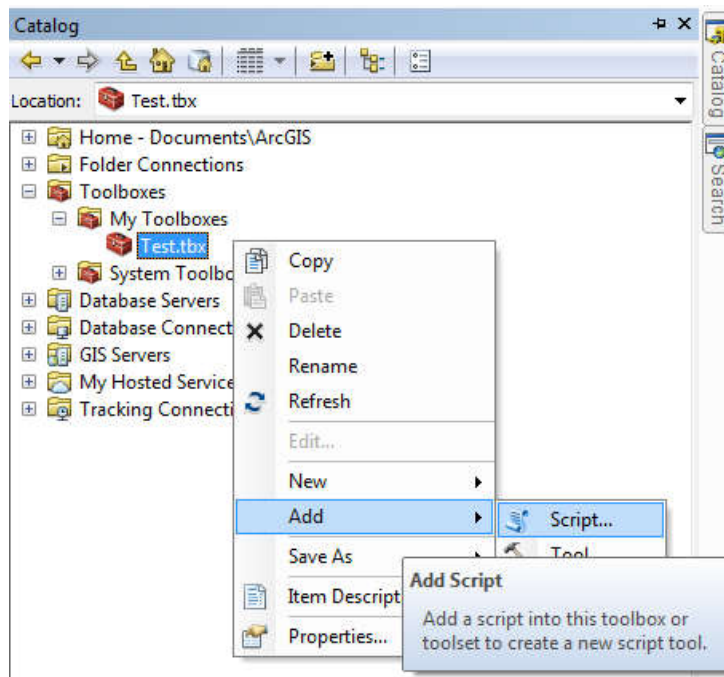 Catalog
Location: Test.tbx
Home - Documents\ArcGIS
Folder Connections
Toolboxes
My Toolboxes
Test.tbx
System Toolbo
Database Servers
Database Connect
GIS Servers
My Hosted Service
Tracking Connecti
Copy
Paste
Delete
Rename
Refresh
Edit...
New
Add
Save As
Item Descript
Properties...
Script...
Tool
Add Script
Add a script into this toolbox or
toolset to create a new script tool.
Catalog
Search